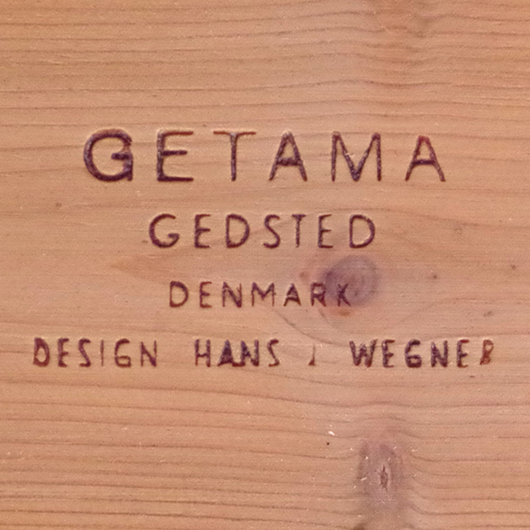 GETAMA
GEDSTED
DENMARK
DESIGN HANS J WEGNER